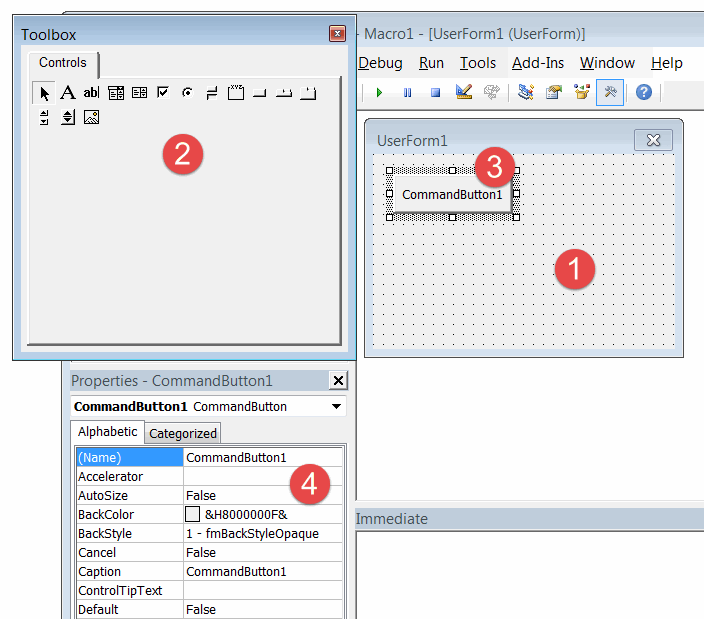 Toolbox
Controls
A abl XYZ
2
- Macro1 - [UserForm1 (UserForm)]
Debug Run Tools Add-Ins Window Help
UserForm1
CommandButton1
3
1
Properties - CommandButton1
CommandButton1 CommandButton
Alphabetic Categorized
(Name) CommandButton1
Accelerator
4
AutoSize False
BackColor &H8000000F&
BackStyle 1 - fmBackStyleOpaque
Cancel False
Caption CommandButton1
ControlTipText
Default False
Immediate